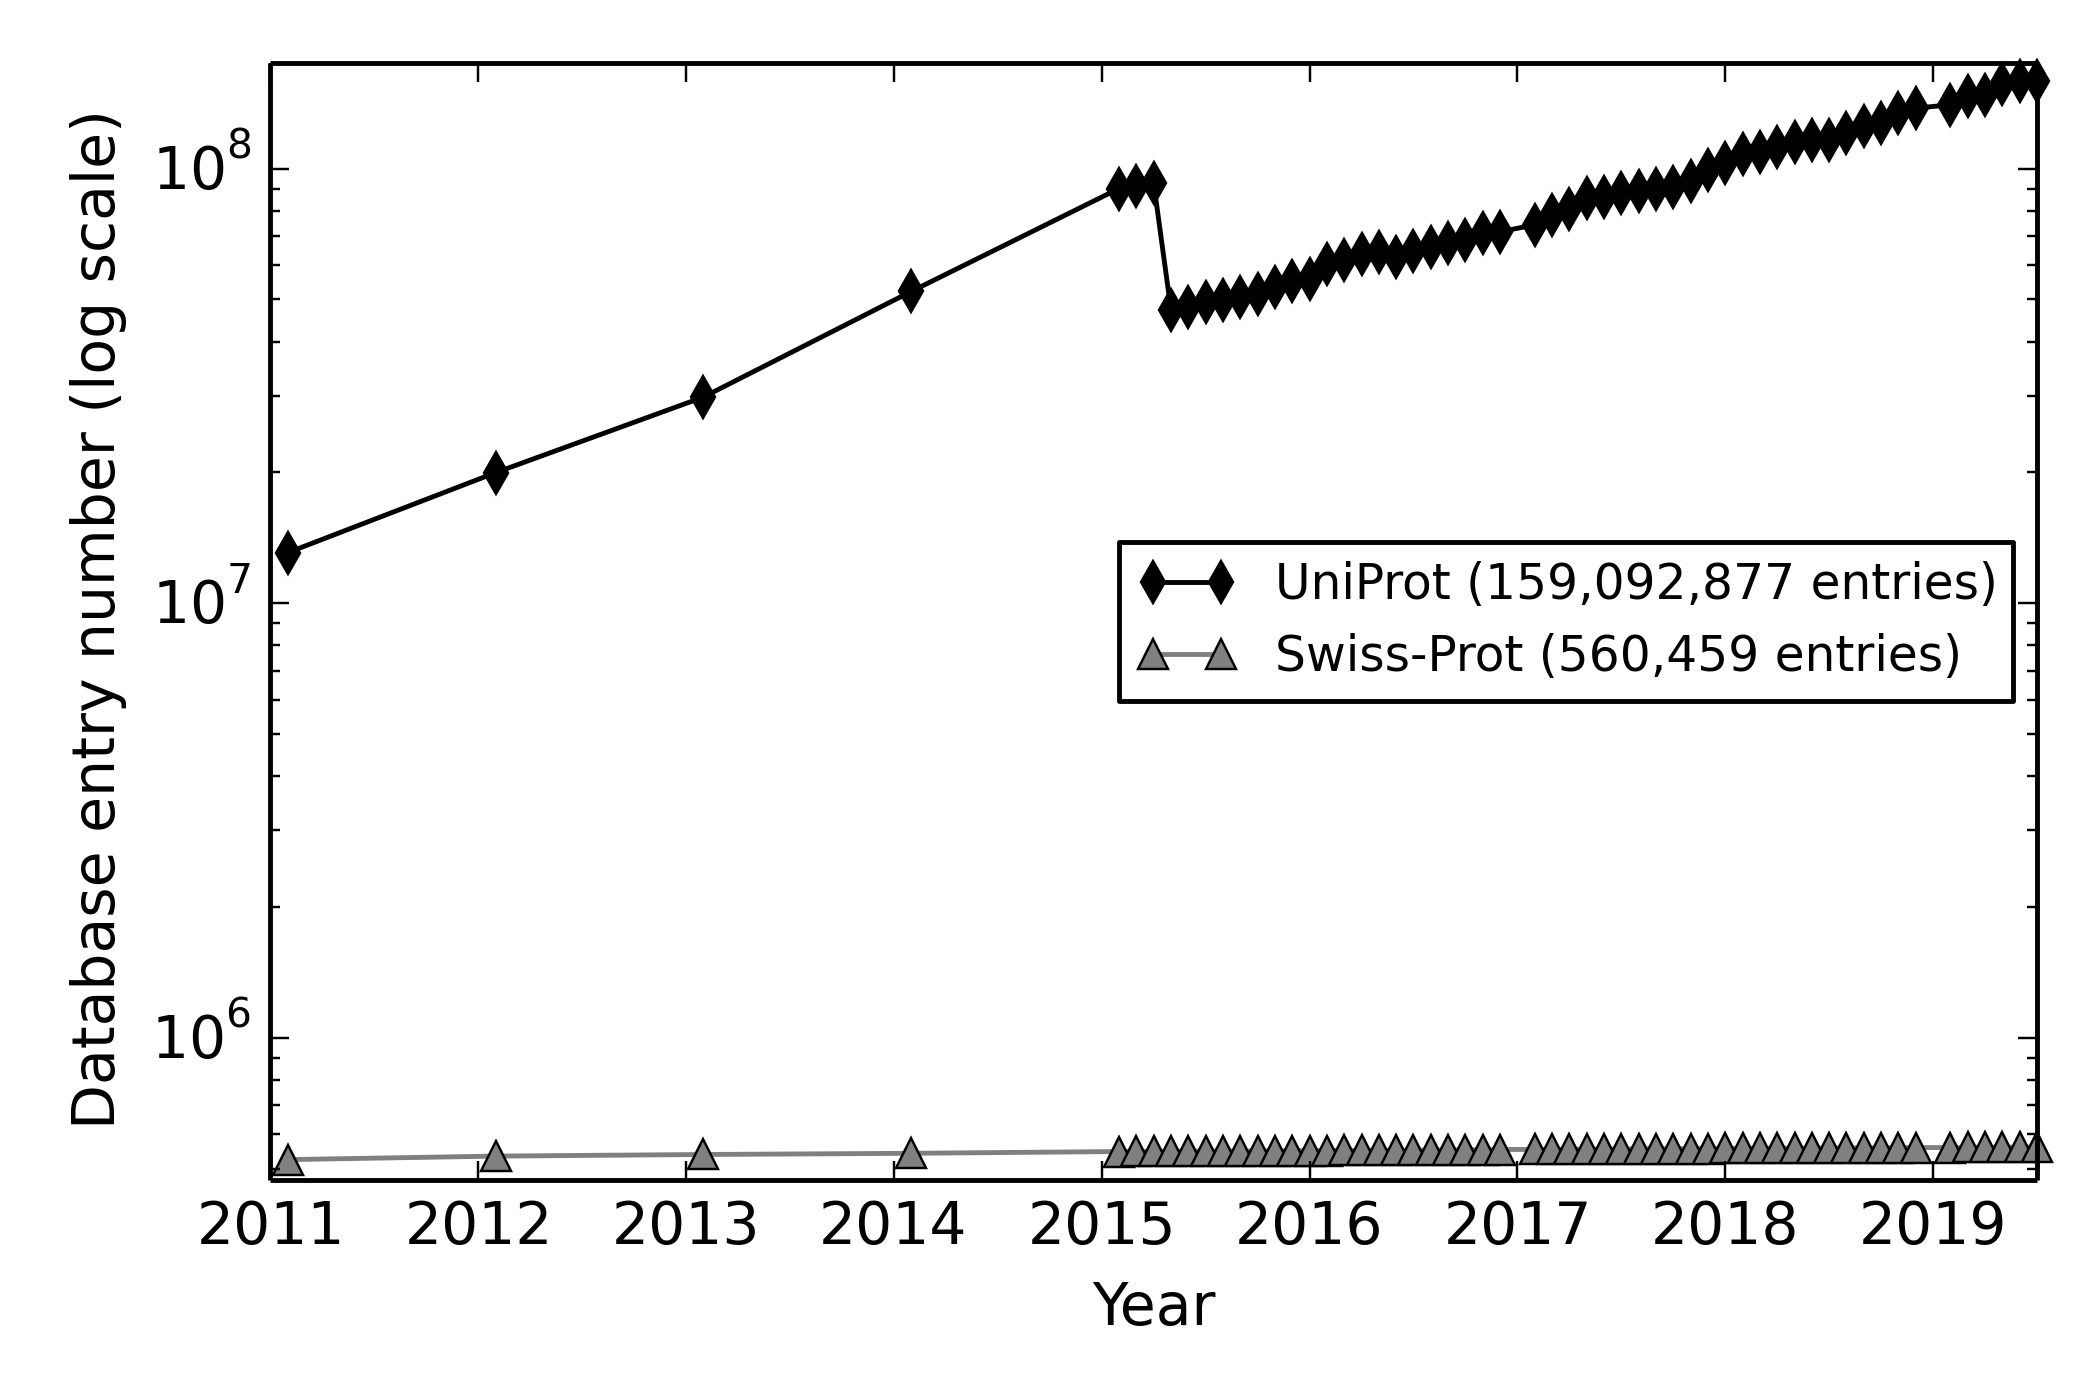 Database entry number (log scale)
10^8
10^7
10^6
UniProt (159,092,877 entries)
Swiss-Prot (560,459 entries)
2011 2012 2013 2014 2015 2016 2017 2018 2019
Year